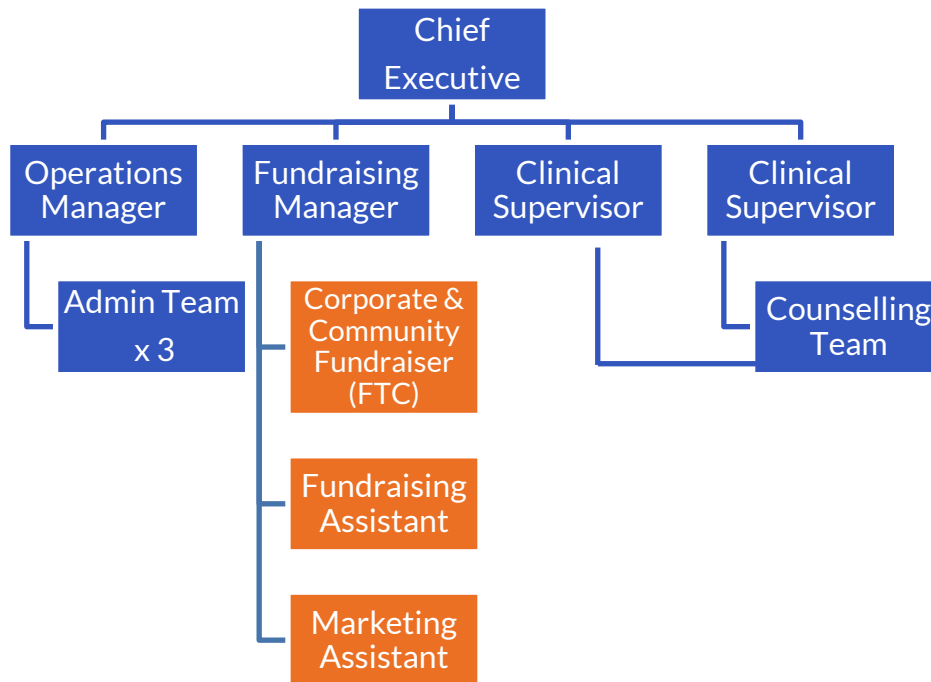 Chief
Executive
Operations
Manager
Fundraising
Manager
Clinical
Supervisor
Clinical
Supervisor
Admin Team
x 3
Corporate &
Community
Fundraiser
(FTC)
Counselling
Team
Fundraising
Assistant
Marketing
Assistant